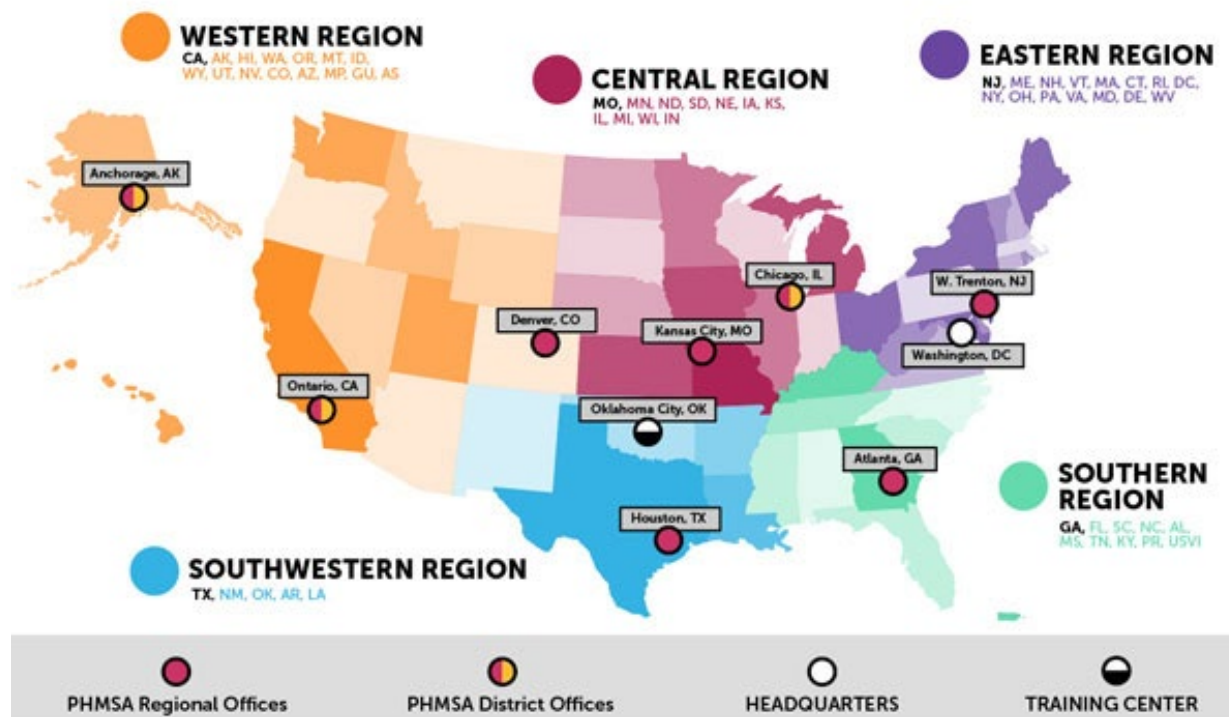 WESTERN REGION
CA, AK, HI, WA, OR, MT, ID,
WY, UT, NV, CO, AZ, MP, GU, AS
CENTRAL REGION
MO, MN, ND, SD, NE, IA, KS,
IL, MI, WI, IN
EASTERN REGION
NJ, ME, NH, VT, MA, CT, RI, DC,
NY, OH, PA, VA, MD, DE, WV
Anchorage, AK
Chicago, IL
W. Trenton, NJ
Denver, CO
Kansas City, MO
Washington, DC
Ontario, CA
Oklahoma City, OK
Atlanta, GA
Houston, TX
SOUTHERN
REGION
GA, FL, SC, NC, AL,
MS, TN, KY, PR, USVI
SOUTHWESTERN REGION
TX, NM, OK, AR, LA
PHMSA Regional Offices
PHMSA District Offices
HEADQUARTERS
TRAINING CENTER